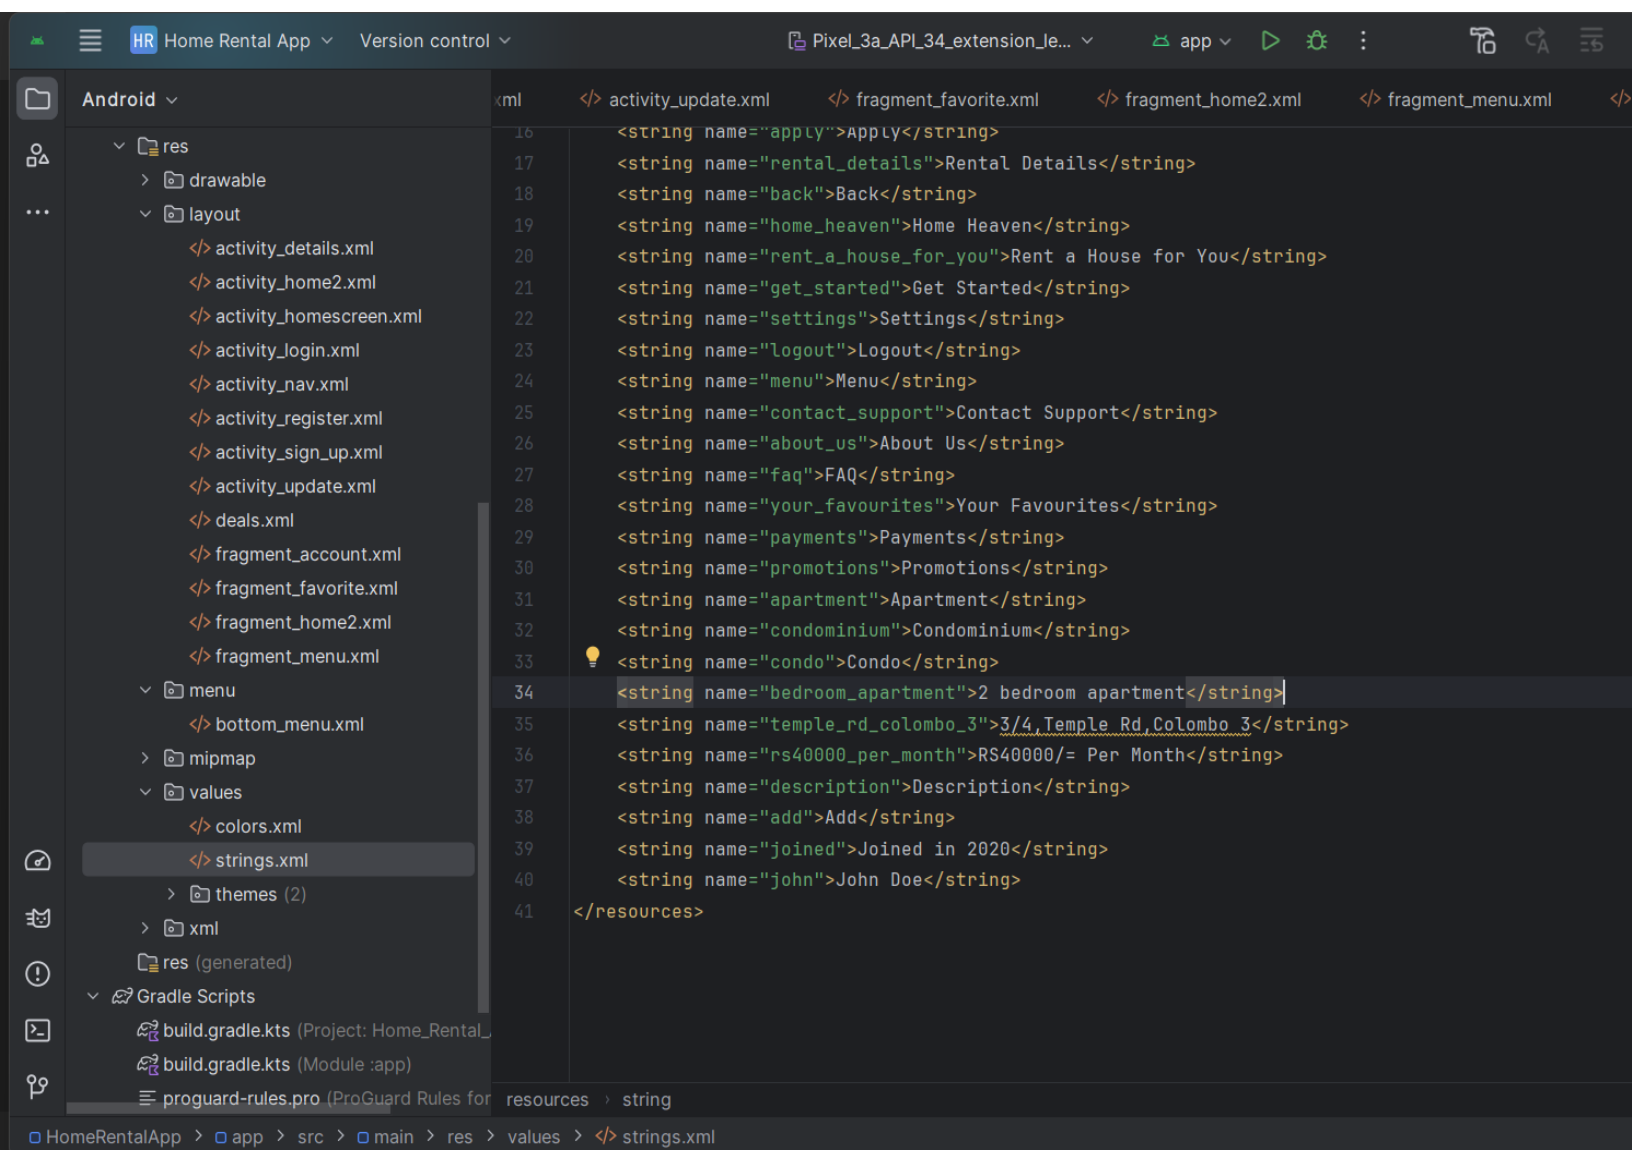 HR Home Rental App Version control Pixel_3a_API_34_extension_le... app
Android
xml activity_update.xml fragment_favorite.xml fragment_home2.xml fragment_menu.xml
res
drawable
layout
activity_details.xml
activity_home2.xml
activity_homescreen.xml
activity_login.xml
activity_nav.xml
activity_register.xml
activity_sign_up.xml
activity_update.xml
deals.xml
fragment_account.xml
fragment_favorite.xml
fragment_home2.xml
fragment_menu.xml
menu
bottom_menu.xml
mipmap
values
colors.xml
strings.xml
themes (2)
xml
res (generated)
Gradle Scripts
build.gradle.kts (Project: Home_Rental_
build.gradle.kts (Module :app)
proguard-rules.pro (ProGuard Rules for
16 <string name="apply">Apply</string>
17 <string name="rental_details">Rental Details</string>
18 <string name="back">Back</string>
19 <string name="home_heaven">Home Heaven</string>
20 <string name="rent_a_house_for_you">Rent a House for You</string>
21 <string name="get_started">Get Started</string>
22 <string name="settings">Settings</string>
23 <string name="logout">Logout</string>
24 <string name="menu">Menu</string>
25 <string name="contact_support">Contact Support</string>
26 <string name="about_us">About Us</string>
27 <string name="faq">FAQ</string>
28 <string name="your_favourites">Your Favourites</string>
29 <string name="payments">Payments</string>
30 <string name="promotions">Promotions</string>
31 <string name="apartment">Apartment</string>
32 <string name="condominium">Condominium</string>
33 <string name="condo">Condo</string>
34 <string name="bedroom_apartment">2 bedroom apartment</string>
35 <string name="temple_rd_colombo_3">3/4,Temple Rd,Colombo 3</string>
36 <string name="rs40000_per_month">RS40000/= Per Month</string>
37 <string name="description">Description</string>
38 <string name="add">Add</string>
39 <string name="joined">Joined in 2020</string>
40 <string name="john">John Doe</string>
41 </resources>
resources › string
HomeRentalApp > app > src > main > res > values > strings.xml